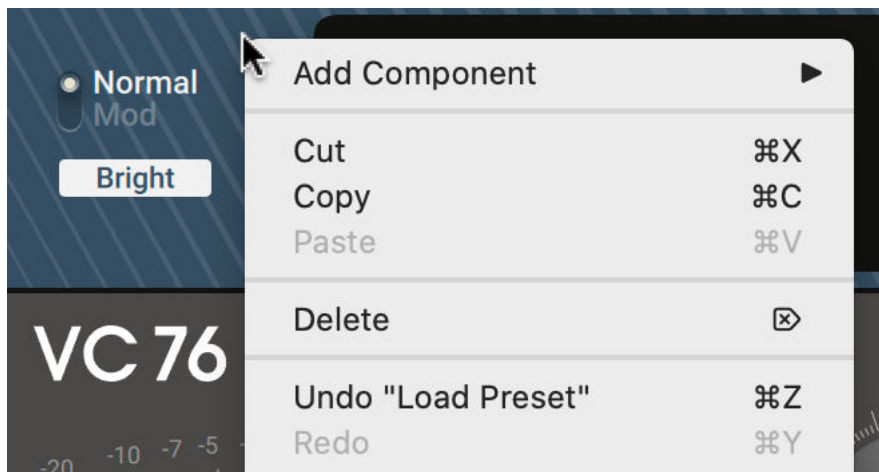 Normal
Mod
Bright
Add Component ▶
Cut ⌘X
Copy ⌘C
Paste ⌘V
Delete ⌦
Undo "Load Preset" ⌘Z
Redo ⌘Y
VC 76
-20 -10 -7 -5